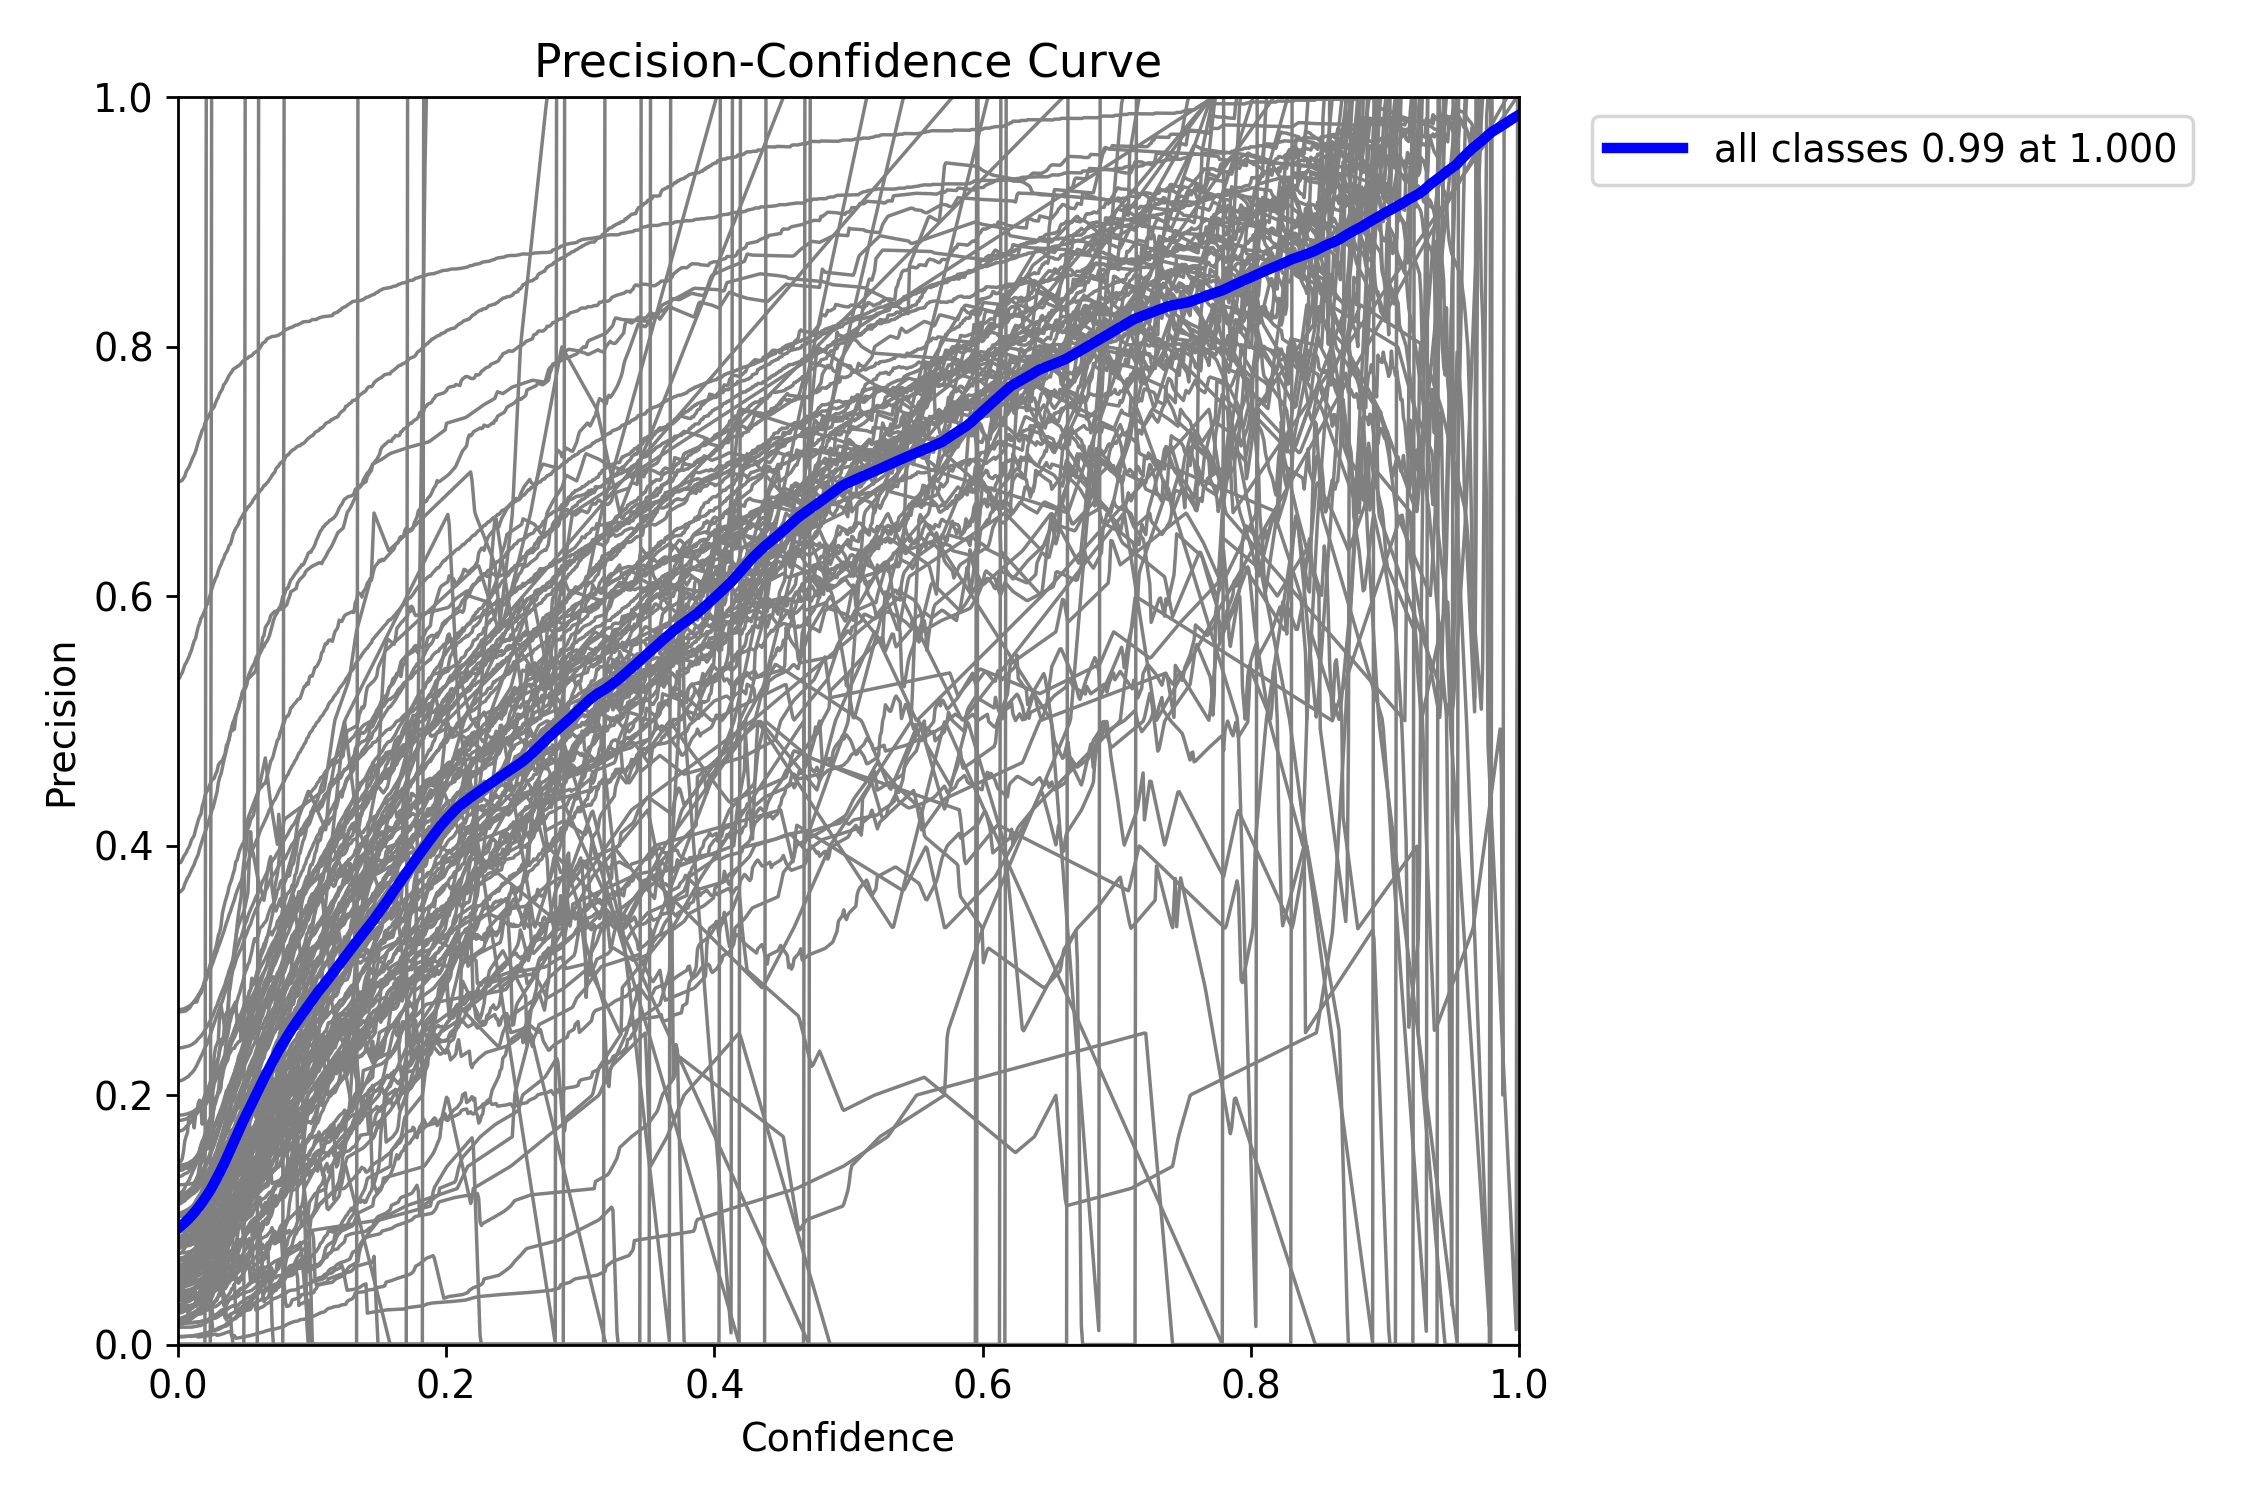 Precision-Confidence Curve
all classes 0.99 at 1.000
Precision
1.0
0.8
0.6
0.4
0.2
0.0
0.0 0.2 0.4 0.6 0.8 1.0
Confidence